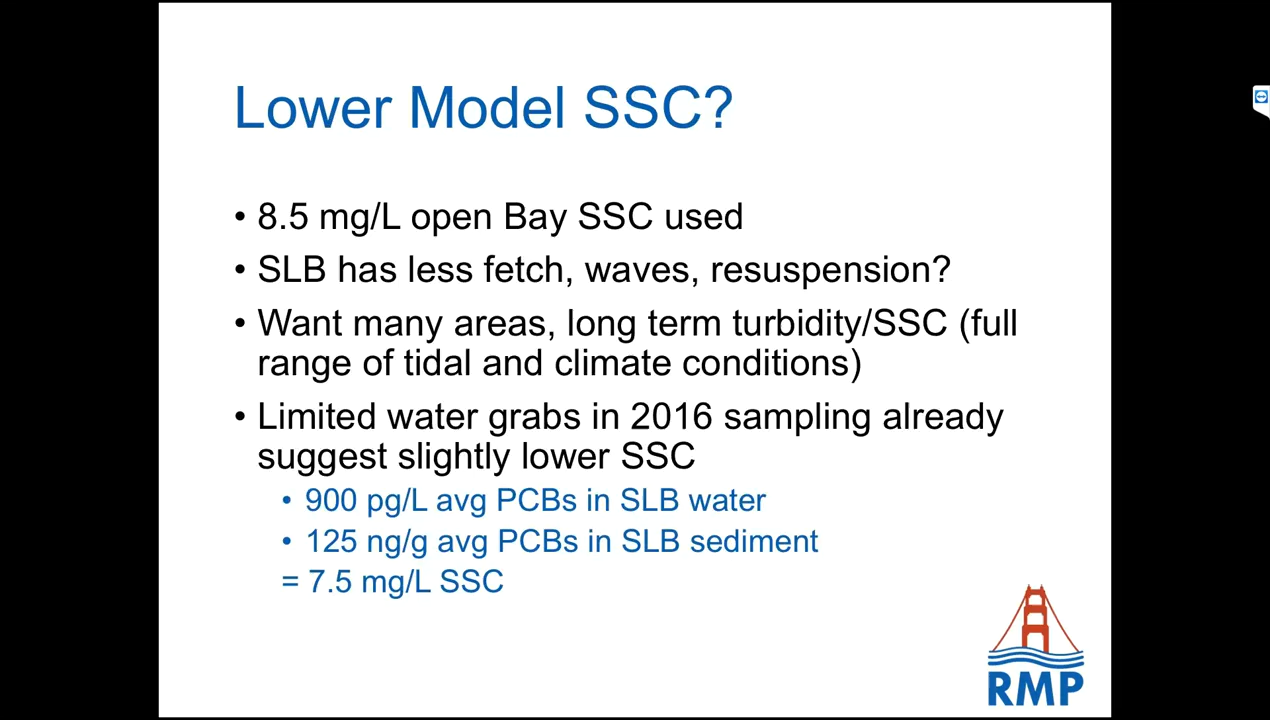 Lower Model SSC?
• 8.5 mg/L open Bay SSC used
• SLB has less fetch, waves, resuspension?
• Want many areas, long term turbidity/SSC (full
range of tidal and climate conditions)
• Limited water grabs in 2016 sampling already
suggest slightly lower SSC
• 900 pg/L avg PCBs in SLB water
• 125 ng/g avg PCBs in SLB sediment
= 7.5 mg/L SSC
RMP